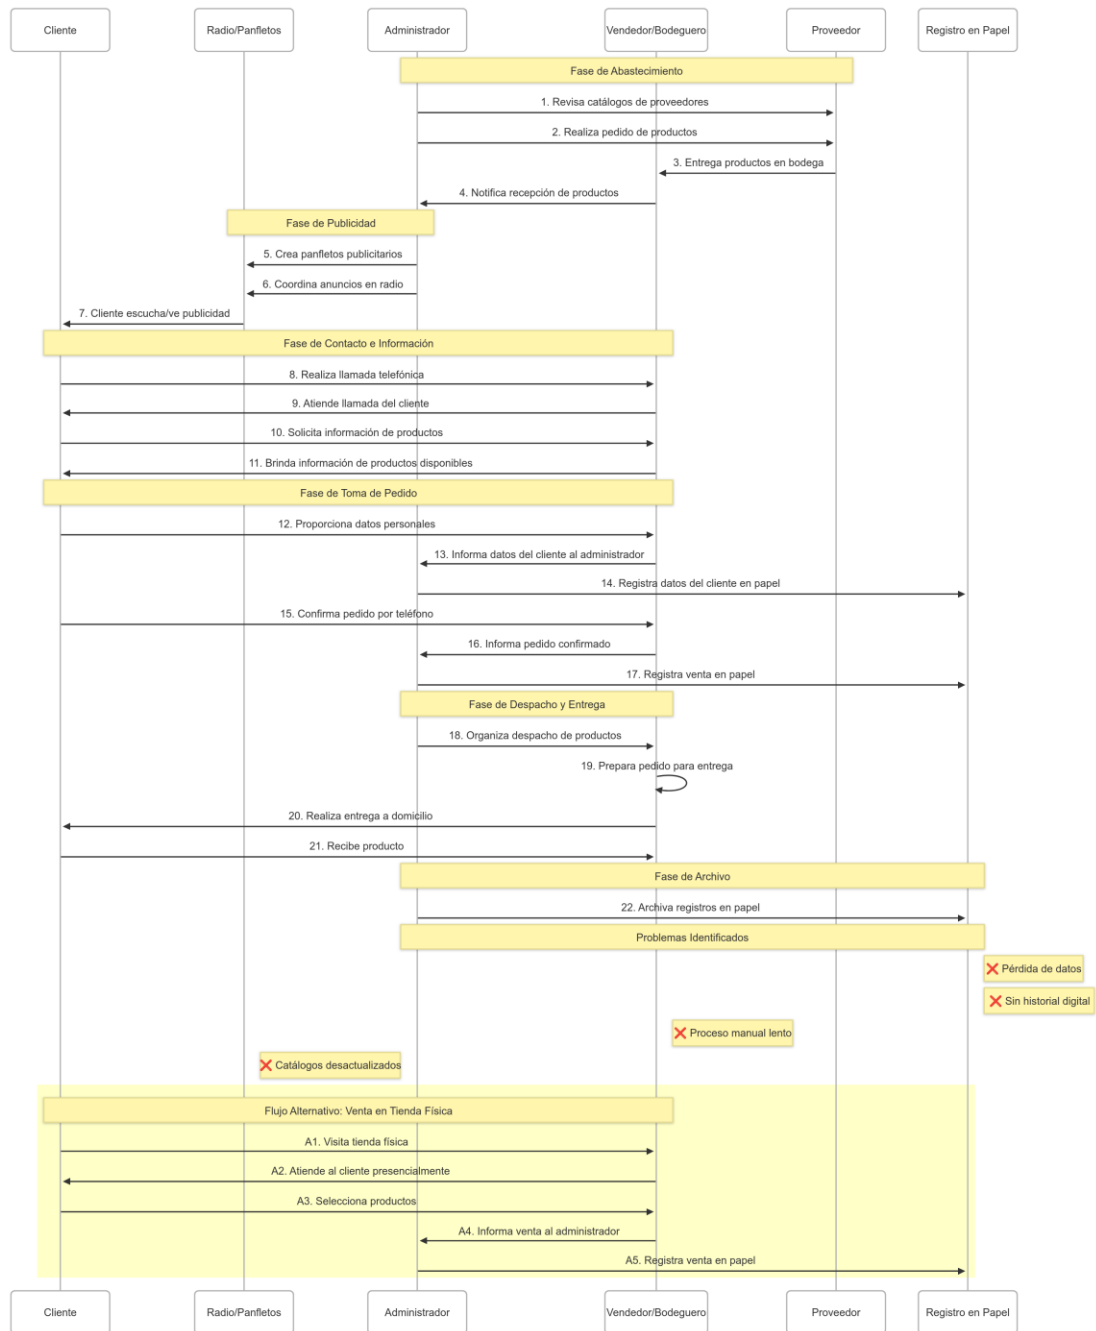 Cliente
Radio/Panfletos
Administrador
Vendedor/Bodeguero
Proveedor
Registro en Papel
Fase de Abastecimiento
1. Revisa catálogos de proveedores
2. Realiza pedido de productos
3. Entrega productos en bodega
4. Notifica recepción de productos
Fase de Publicidad
5. Crea panfletos publicitarios
6. Coordina anuncios en radio
7. Cliente escucha/ve publicidad
Fase de Contacto e Información
8. Realiza llamada telefónica
9. Atiende llamada del cliente
10. Solicita información de productos
11. Brinda información de productos disponibles
Fase de Toma de Pedido
12. Proporciona datos personales
13. Informa datos del cliente al administrador
14. Registra datos del cliente en papel
15. Confirma pedido por teléfono
16. Informa pedido confirmado
17. Registra venta en papel
Fase de Despacho y Entrega
18. Organiza despacho de productos
19. Prepara pedido para entrega
20. Realiza entrega a domicilio
21. Recibe producto
Fase de Archivo
22. Archiva registros en papel
Problemas Identificados
❌ Pérdida de datos
❌ Sin historial digital
❌ Proceso manual lento
❌ Catálogos desactualizados
Flujo Alternativo: Venta en Tienda Física
A1. Visita tienda física
A2. Atiende al cliente presencialmente
A3. Selecciona productos
A4. Informa venta al administrador
A5. Registra venta en papel
Cliente
Radio/Panfletos
Administrador
Vendedor/Bodeguero
Proveedor
Registro en Papel